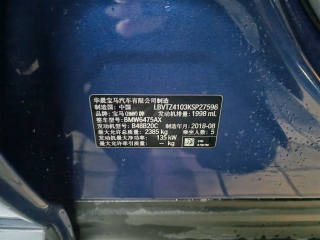 华晨宝马汽车有限公司制造
制造国：中国 LBVTZ4103KSP27596
品牌：宝马(BMW)牌 发动机排量：1998 mL
整车型号：BMW6475AX
发动机型号：B48B20C 制造年月：2018-08
最大允许总质量：2385 kg 乘坐人数：5
发动机最大净功率：135 kW
最大允许牵引质量：-- kg